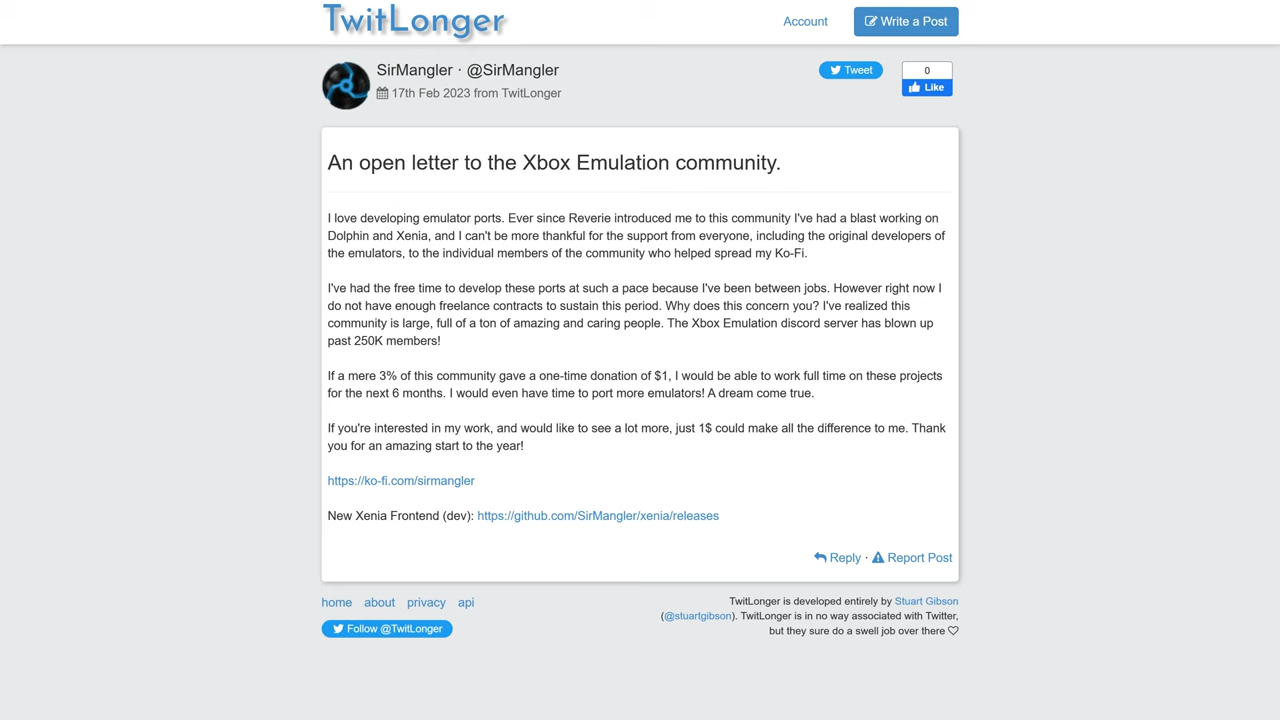 TwitLonger
Account
Write a Post
SirMangler · @SirMangler
17th Feb 2023 from TwitLonger
Tweet
0
Like
An open letter to the Xbox Emulation community.
I love developing emulator ports. Ever since Reverie introduced me to this community I've had a blast working on
Dolphin and Xenia, and I can't be more thankful for the support from everyone, including the original developers of
the emulators, to the individual members of the community who helped spread my Ko-Fi.
I've had the free time to develop these ports at such a pace because I've been between jobs. However right now I
do not have enough freelance contracts to sustain this period. Why does this concern you? I've realized this
community is large, full of a ton of amazing and caring people. The Xbox Emulation discord server has blown up
past 250K members!
If a mere 3% of this community gave a one-time donation of $1, I would be able to work full time on these projects
for the next 6 months. I would even have time to port more emulators! A dream come true.
If you're interested in my work, and would like to see a lot more, just 1$ could make all the difference to me. Thank
you for an amazing start to the year!
https://ko-fi.com/sirmangler
New Xenia Frontend (dev): https://github.com/SirMangler/xenia/releases
Reply · Report Post
home about privacy api
Follow @TwitLonger
TwitLonger is developed entirely by Stuart Gibson
(@stuartgibson). TwitLonger is in no way associated with Twitter,
but they sure do a swell job over there ♡